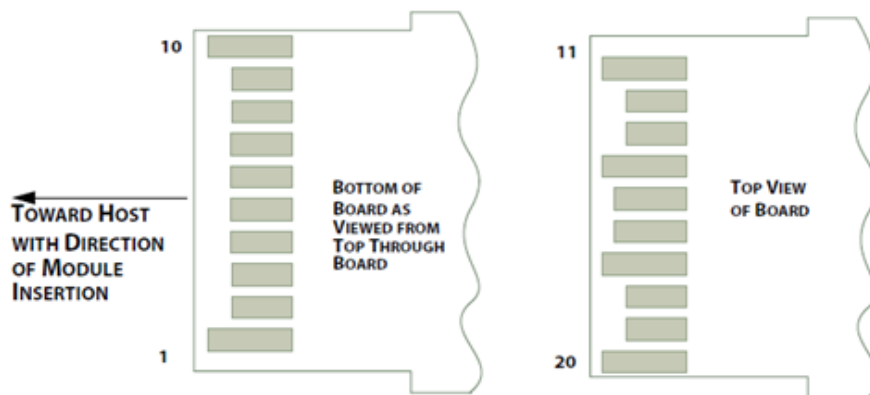 10
1
TOWARD HOST
WITH DIRECTION
OF MODULE
INSERTION
BOTTOM OF
BOARD AS
VIEWED FROM
TOP THROUGH
BOARD
11
20
TOP VIEW
OF BOARD